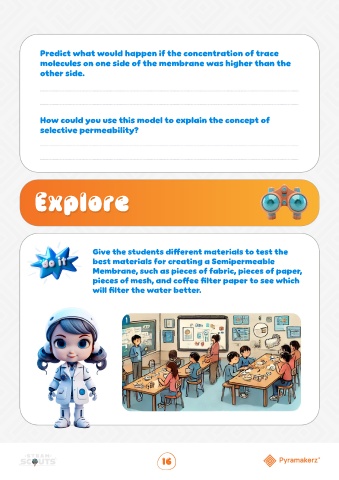 Predict what would happen if the concentration of trace
molecules on one side of the membrane was higher than the
other side.
How could you use this model to explain the concept of
selective permeability?
Explore
do it
Give the students different materials to test the
best materials for creating a Semipermeable
Membrane, such as pieces of fabric, pieces of paper,
pieces of mesh, and coffee filter paper to see which
will filter the water better.
STEAM
SCOUTS
16
Pyramakerz